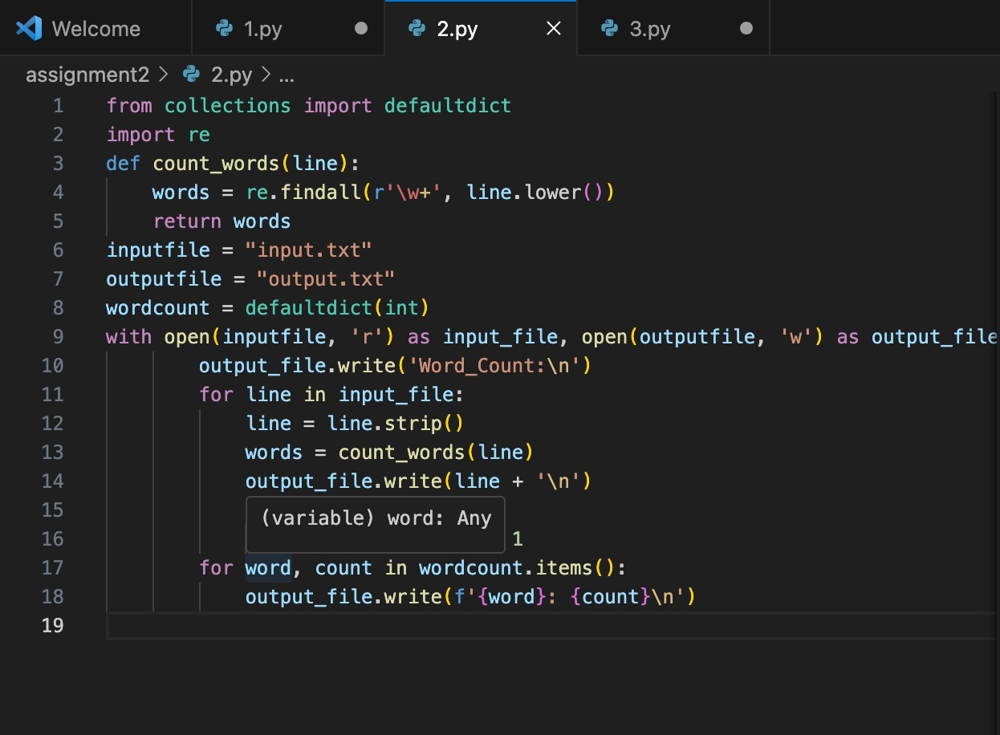 Welcome
1.py
2.py
3.py
assignment2 > 2.py > ...
1 from collections import defaultdict
2 import re
3 def count_words(line):
4     words = re.findall(r'\w+', line.lower())
5     return words
6 inputfile = "input.txt"
7 outputfile = "output.txt"
8 wordcount = defaultdict(int)
9 with open(inputfile, 'r') as input_file, open(outputfile, 'w') as output_file
10         output_file.write('Word_Count:\n')
11         for line in input_file:
12             line = line.strip()
13             words = count_words(line)
14             output_file.write(line + '\n')
15
(variable) word: Any
16 1
17         for word, count in wordcount.items():
18             output_file.write(f'{word}: {count}\n')
19